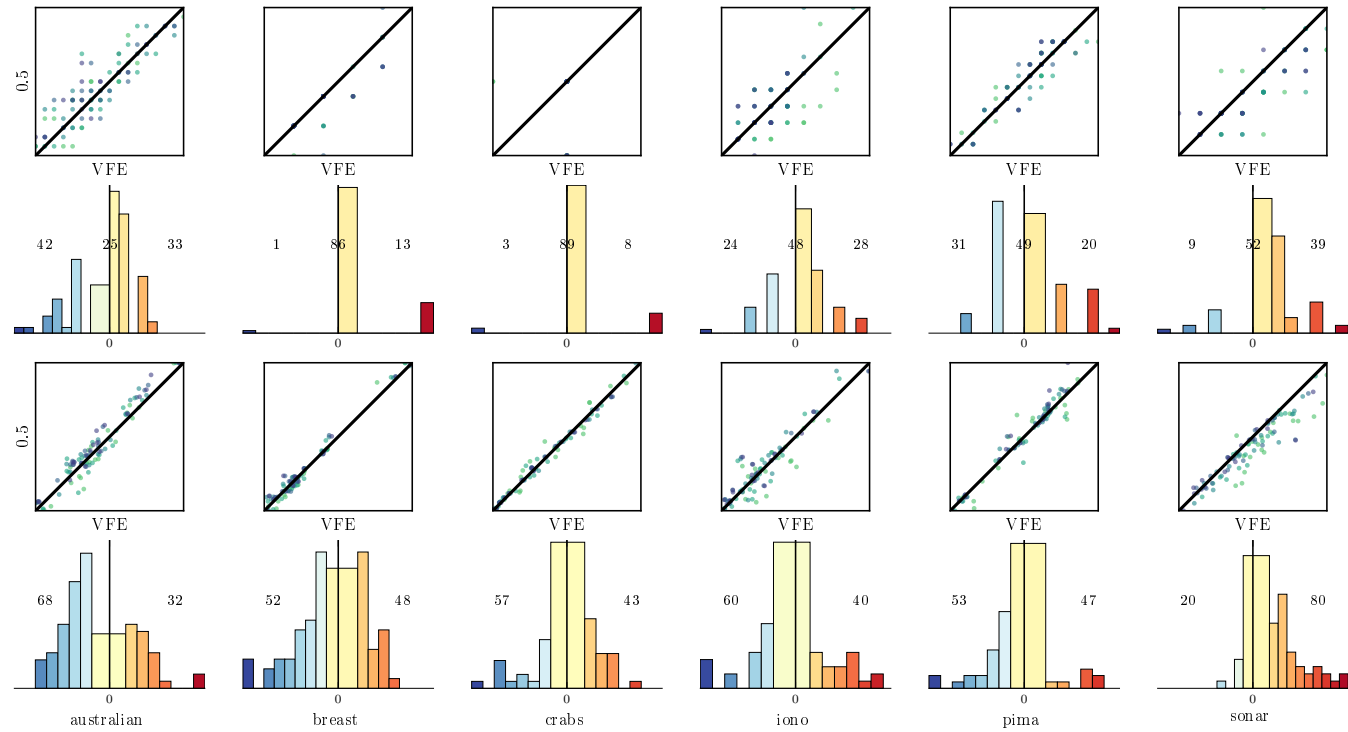 0.5
VFE VFE VFE VFE VFE VFE
42 25 33 1 86 13 3 89 8 24 48 28 31 49 20 9 52 39
0 0 0 0 0 0
0.5
VFE VFE VFE VFE VFE VFE
68 32 52 48 57 43 60 40 53 47 20 80
0 0 0 0 0 0
australian breast crabs iono pima sonar